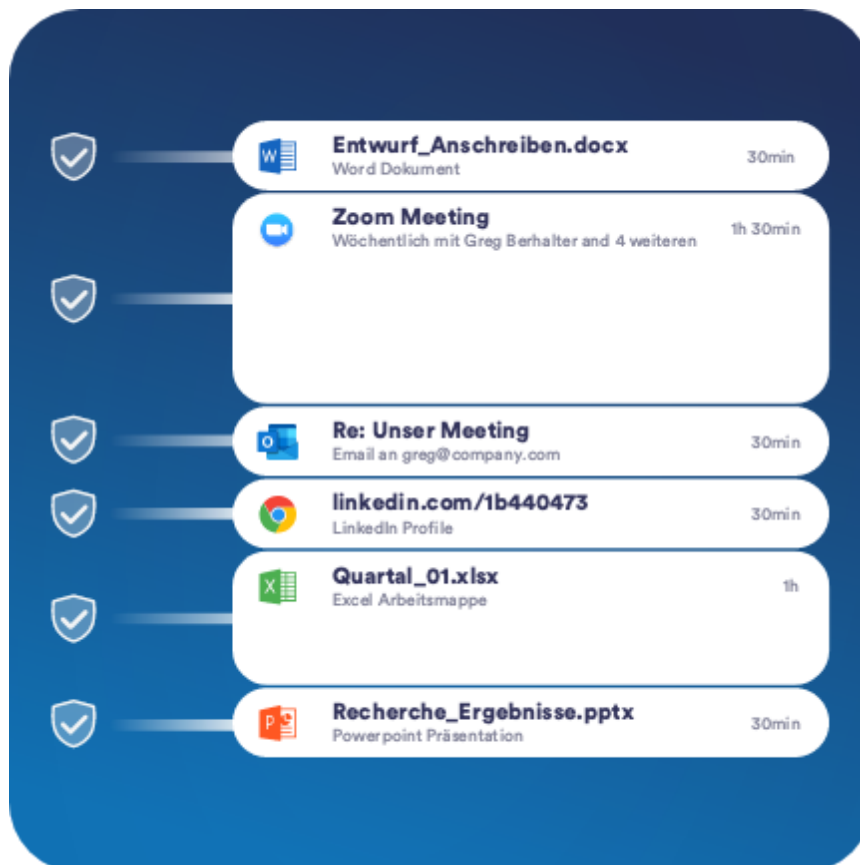 Entwurf_Anschreiben.docx
Word Dokument
30min
Zoom Meeting
Wöchentlich mit Greg Berhalter and 4 weiteren
1h 30min
Re: Unser Meeting
Email an greg@company.com
30min
linkedin.com/1b440473
LinkedIn Profile
30min
Quartal_01.xlsx
Excel Arbeitsmappe
1h
Recherche_Ergebnisse.pptx
Powerpoint Präsentation
30min